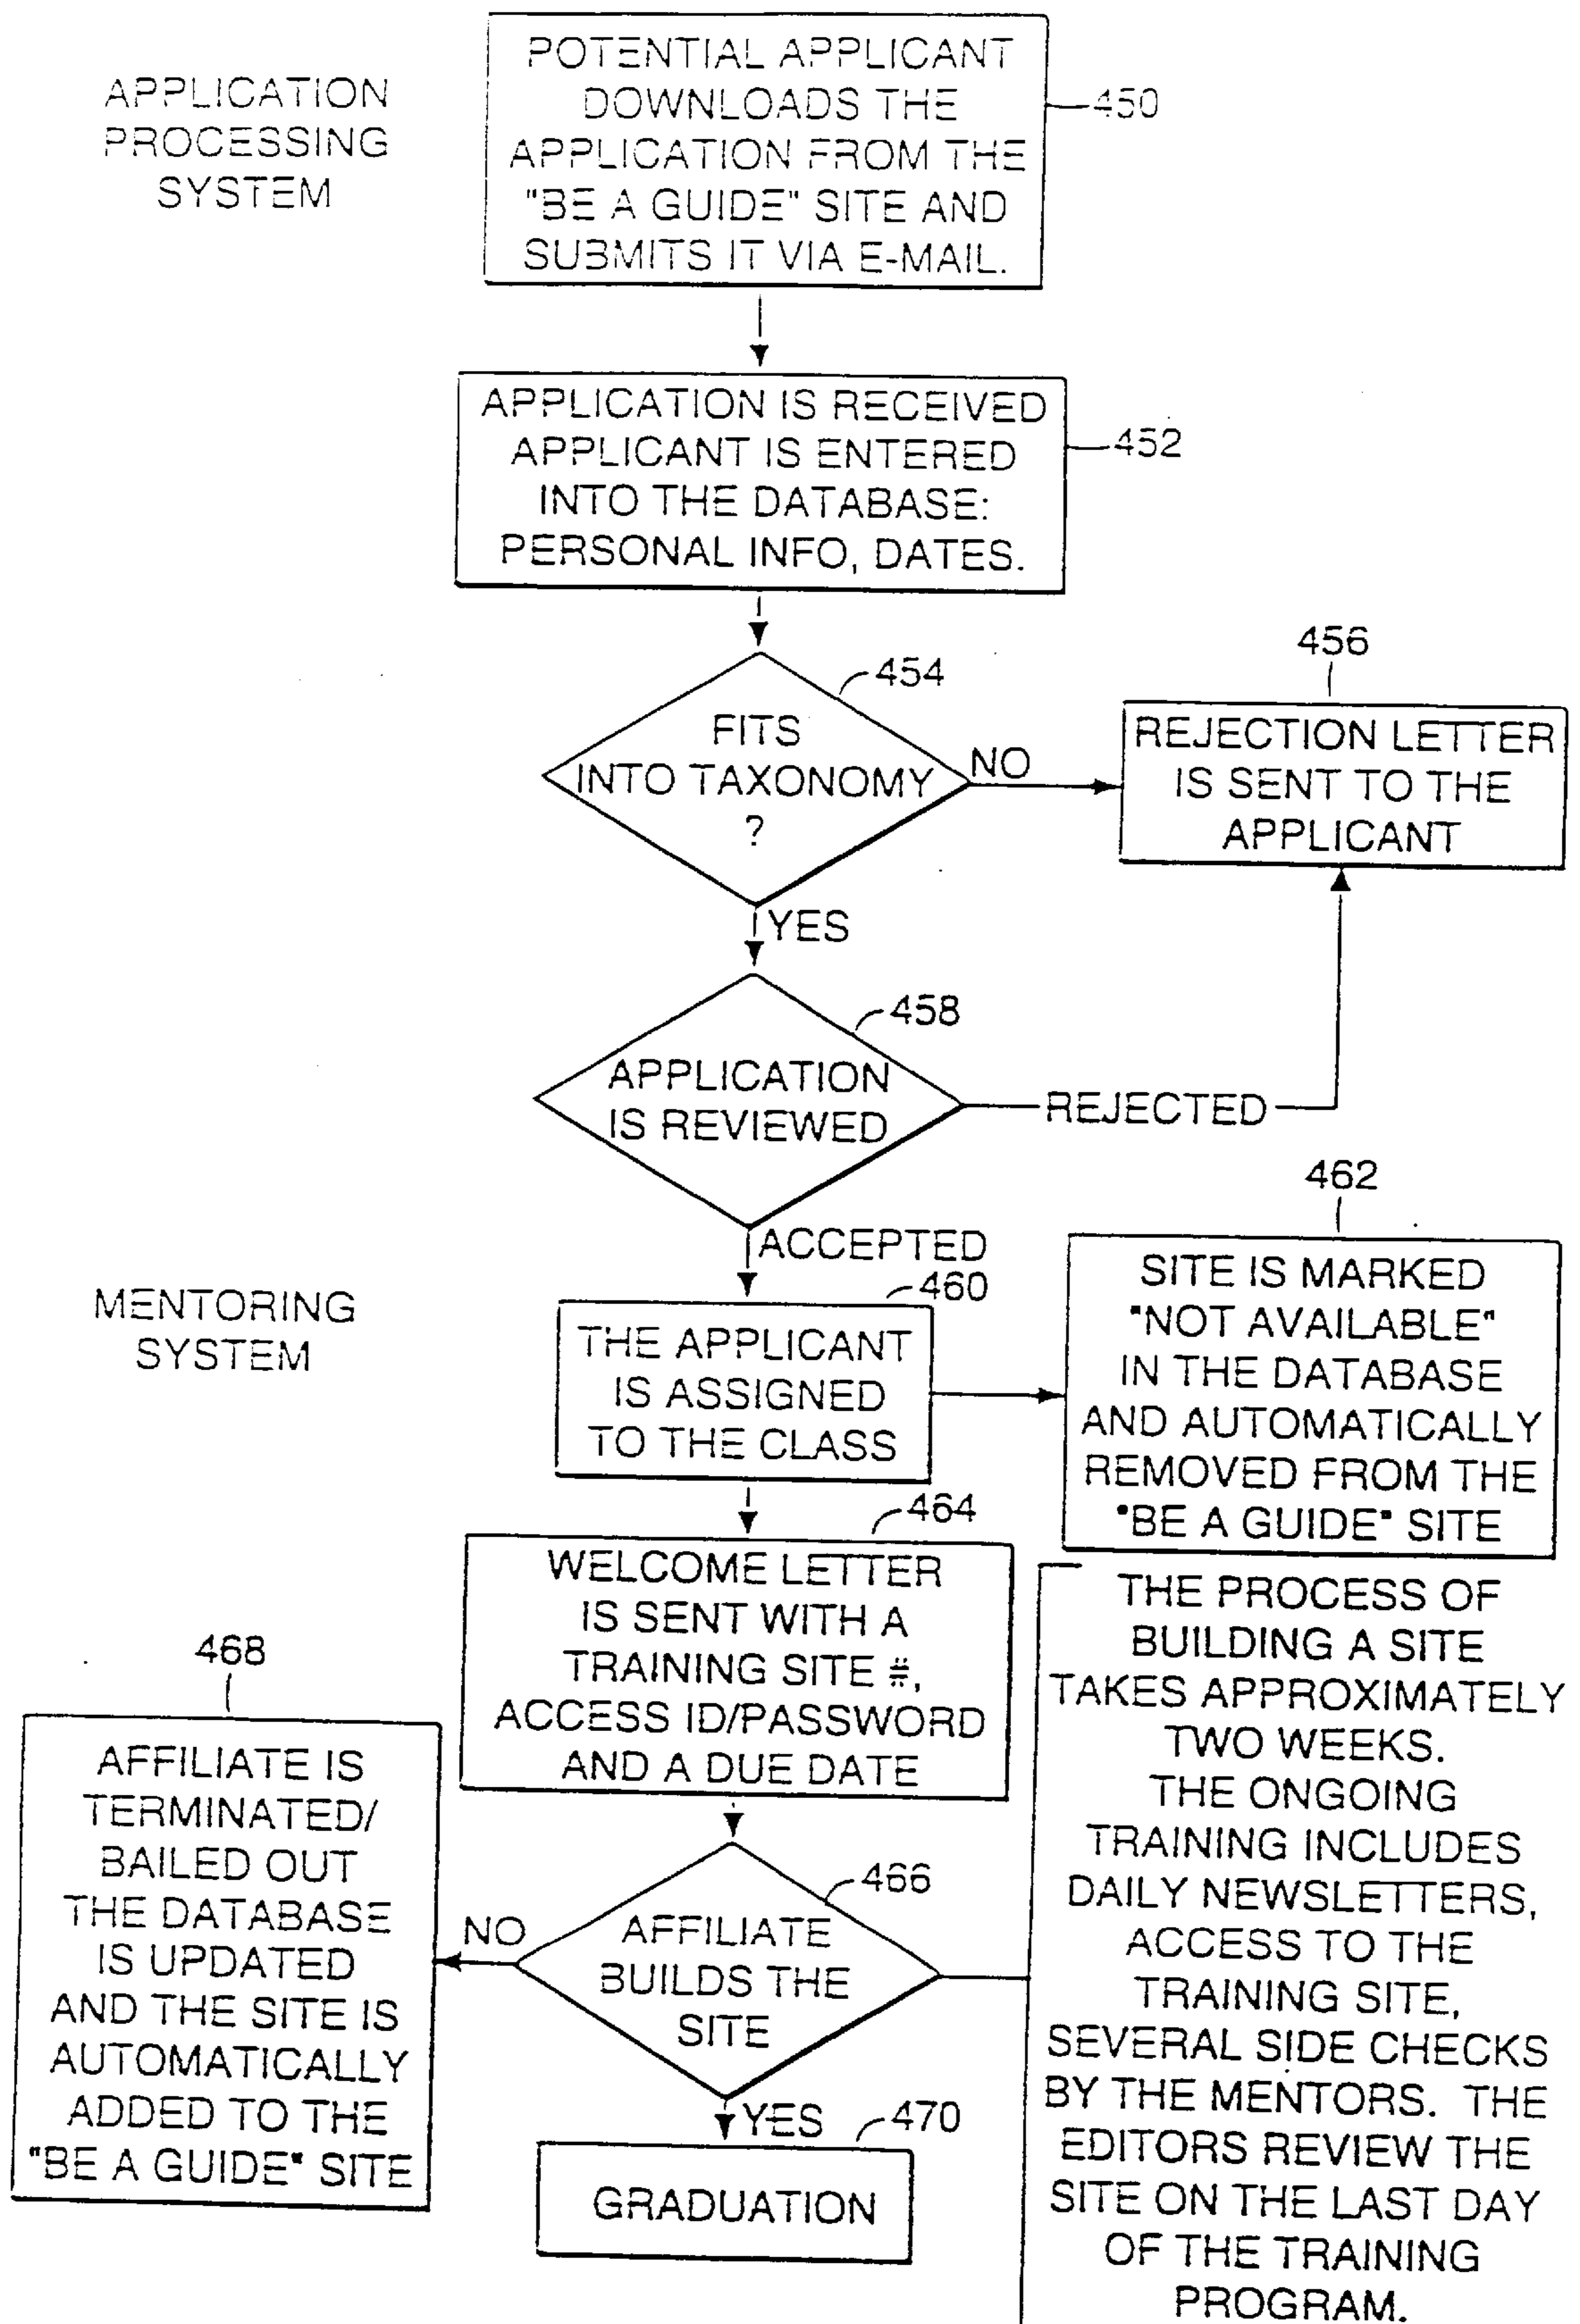 APPLICATION
PROCESSING
SYSTEM
POTENTIAL APPLICANT
DOWNLOADS THE
APPLICATION FROM THE
"BE A GUIDE" SITE AND
SUBMITS IT VIA E-MAIL.
450
APPLICATION IS RECEIVED
APPLICANT IS ENTERED
INTO THE DATABASE:
PERSONAL INFO, DATES.
452
454
FITS
INTO TAXONOMY
?
NO
456
REJECTION LETTER
IS SENT TO THE
APPLICANT
YES
458
APPLICATION
IS REVIEWED
REJECTED
ACCEPTED
MENTORING
SYSTEM
460
THE APPLICANT
IS ASSIGNED
TO THE CLASS
462
SITE IS MARKED
"NOT AVAILABLE"
IN THE DATABASE
AND AUTOMATICALLY
REMOVED FROM THE
"BE A GUIDE" SITE
464
WELCOME LETTER
IS SENT WITH A
TRAINING SITE #,
ACCESS ID/PASSWORD
AND A DUE DATE
466
AFFILIATE
BUILDS THE
SITE
NO
468
AFFILIATE IS
TERMINATED/
BAILED OUT
THE DATABASE
IS UPDATED
AND THE SITE IS
AUTOMATICALLY
ADDED TO THE
"BE A GUIDE" SITE
YES
470
GRADUATION
THE PROCESS OF
BUILDING A SITE
TAKES APPROXIMATELY
TWO WEEKS.
THE ONGOING
TRAINING INCLUDES
DAILY NEWSLETTERS,
ACCESS TO THE
TRAINING SITE,
SEVERAL SIDE CHECKS
BY THE MENTORS. THE
EDITORS REVIEW THE
SITE ON THE LAST DAY
OF THE TRAINING
PROGRAM.